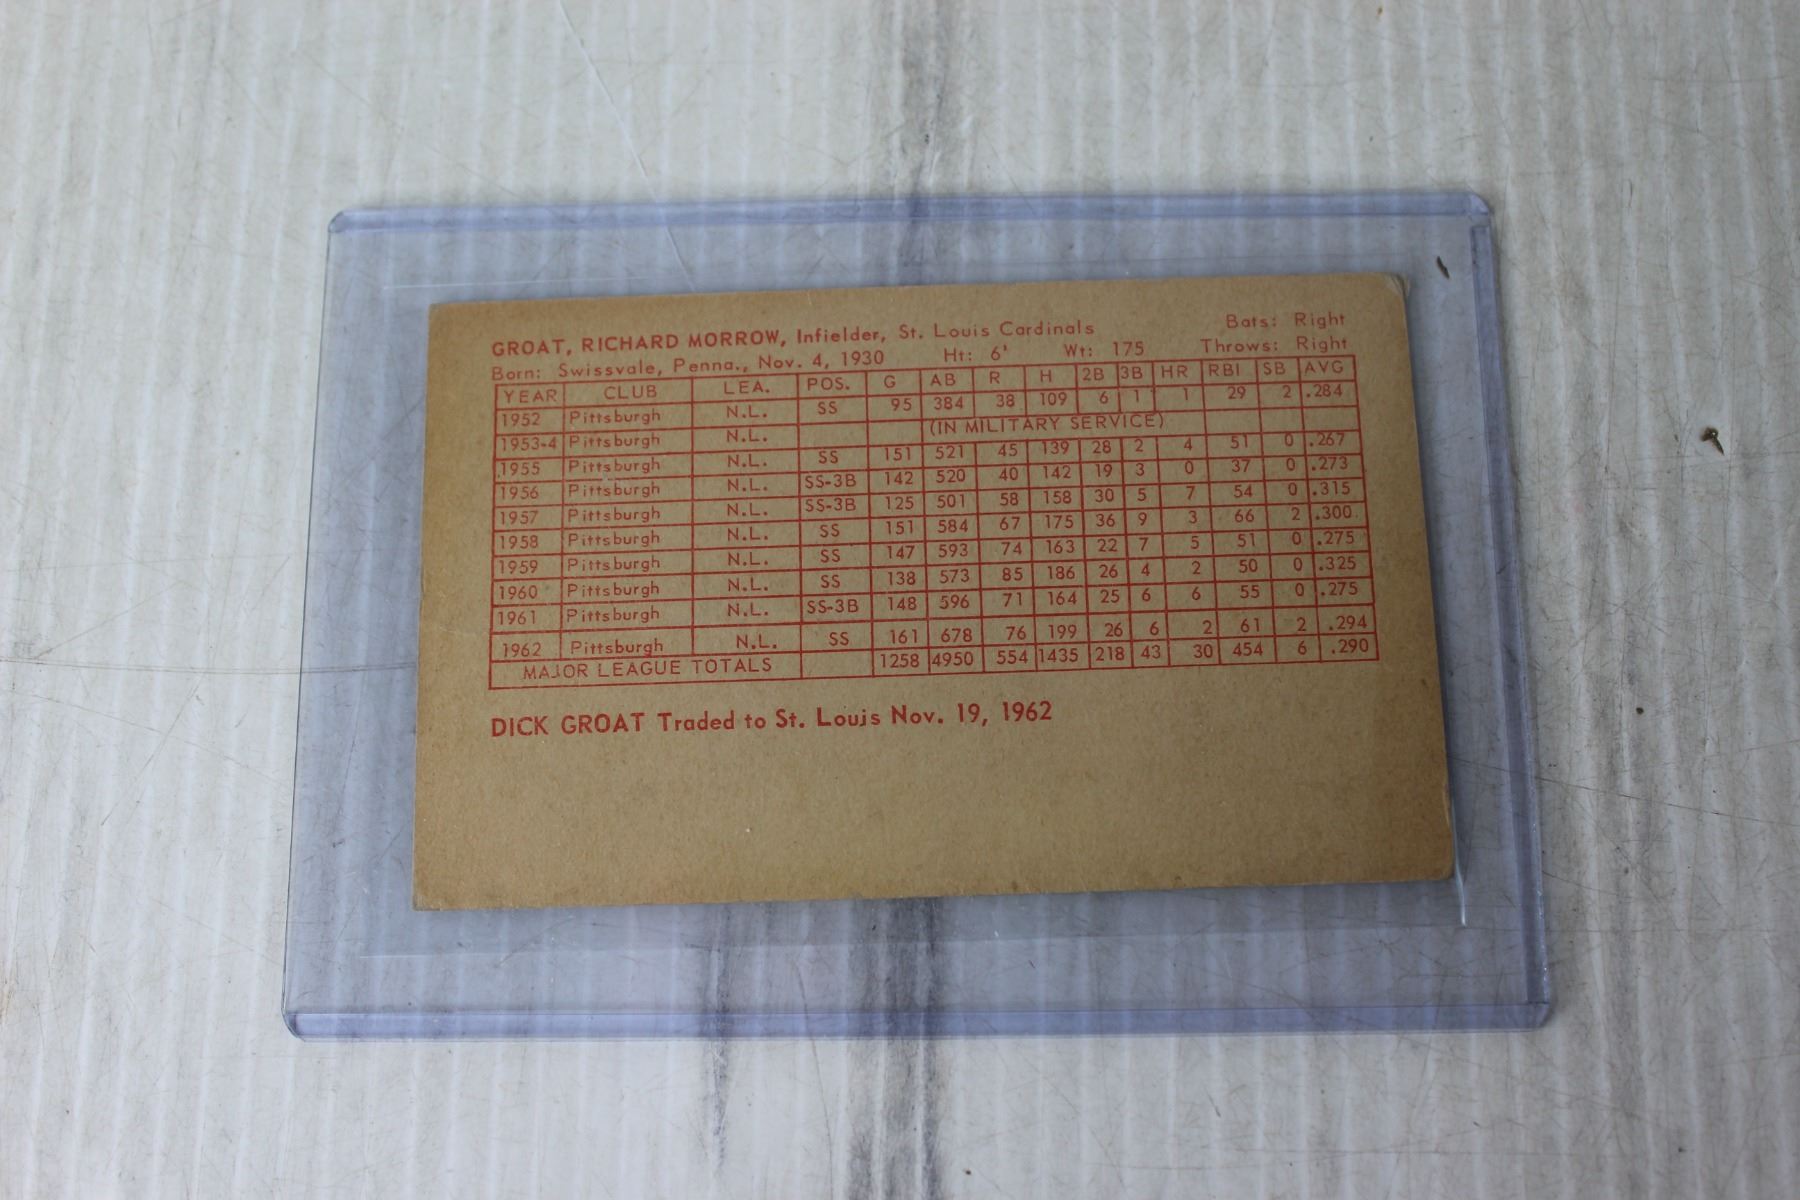 GROAT, RICHARD MORROW, Infielder, St. Louis Cardinals Bats: Right
Born: Swissvale, Penna., Nov. 4, 1930 Ht: 6' Wt: 175 Throws: Right
YEAR CLUB LEA. POS. G AB R H 2B 3B HR RBI SB AVG
1952 Pittsburgh N.L. SS 95 384 38 109 6 1 1 29 2 .284
1953-4 Pittsburgh N.L. (IN MILITARY SERVICE)
1955 Pittsburgh N.L. SS 151 521 45 139 28 2 4 51 0 .267
1956 Pittsburgh N.L. SS-3B 142 520 40 142 19 3 0 37 0 .273
1957 Pittsburgh N.L. SS-3B 125 501 58 158 30 5 7 54 0 .315
1958 Pittsburgh N.L. SS 151 584 67 175 36 9 3 66 2 .300
1959 Pittsburgh N.L. SS 147 593 74 163 22 7 5 51 0 .275
1960 Pittsburgh N.L. SS 138 573 85 186 26 4 2 50 0 .325
1961 Pittsburgh N.L. SS-3B 148 596 71 164 25 6 6 55 0 .275
1962 Pittsburgh N.L. SS 161 678 76 199 26 6 2 61 2 .294
MAJOR LEAGUE TOTALS 1258 4950 554 1435 218 43 30 454 6 .290
DICK GROAT Traded to St. Louis Nov. 19, 1962